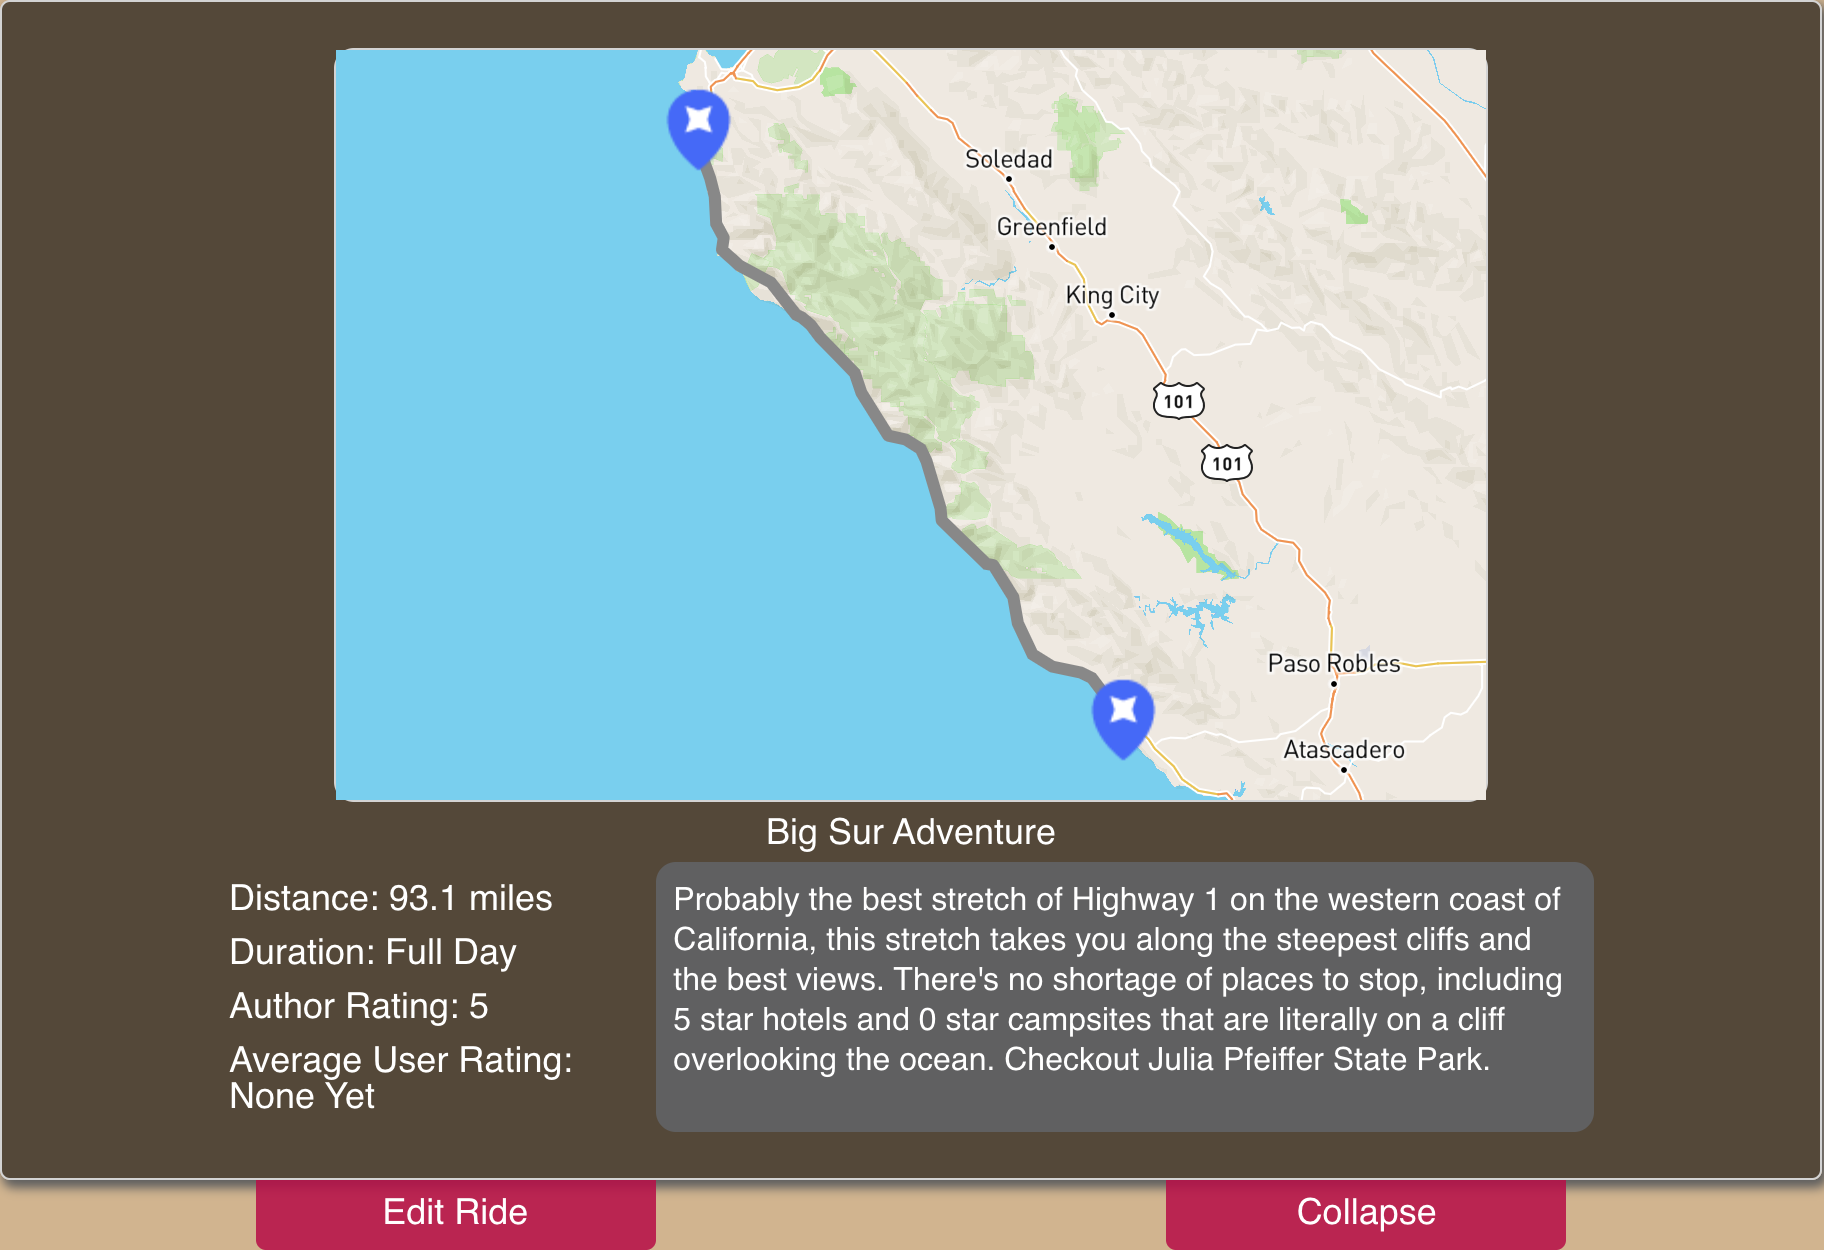 Soledad
Greenfield
King City
101
101
Paso Robles
Atascadero
Big Sur Adventure
Distance: 93.1 miles
Duration: Full Day
Author Rating: 5
Average User Rating:
None Yet
Probably the best stretch of Highway 1 on the western coast of
California, this stretch takes you along the steepest cliffs and
the best views. There's no shortage of places to stop, including
5 star hotels and 0 star campsites that are literally on a cliff
overlooking the ocean. Checkout Julia Pfeiffer State Park.
Edit Ride
Collapse